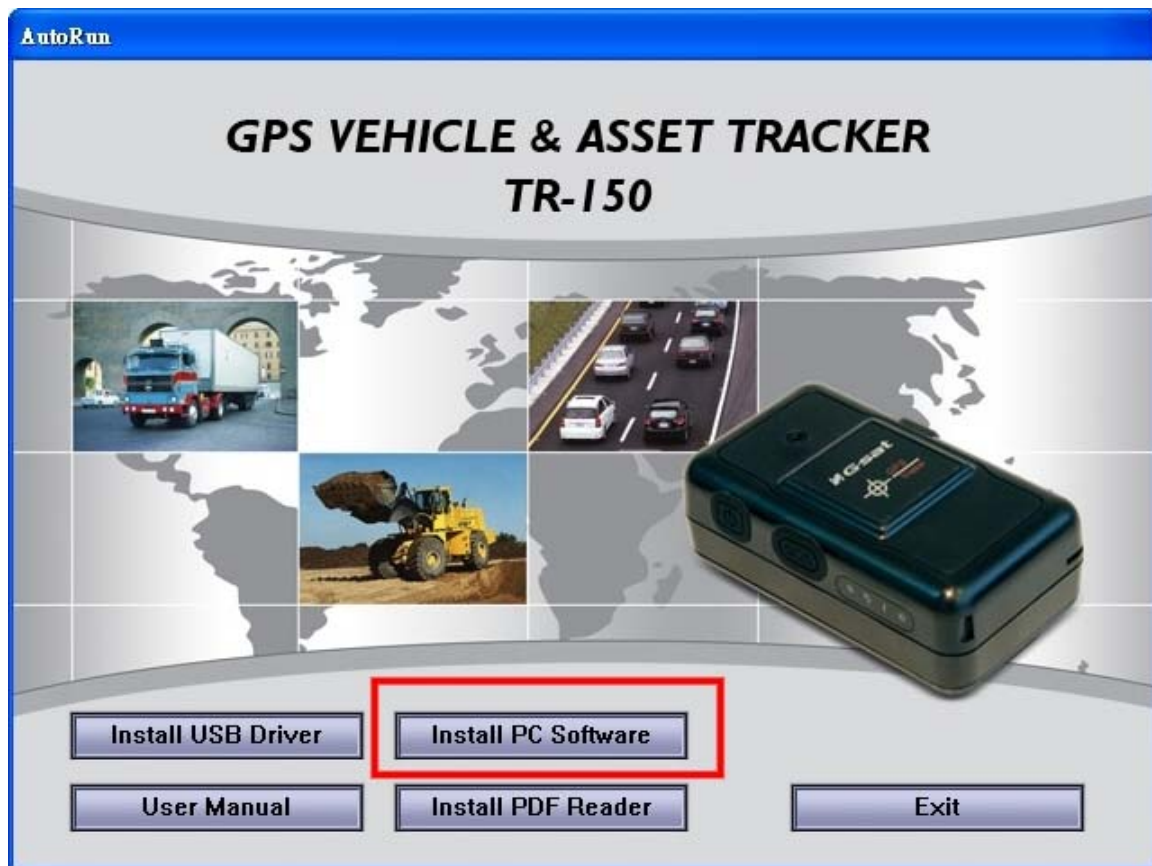 AutoRun
GPS VEHICLE & ASSET TRACKER
TR-150
G-sat
Install USB Driver
Install PC Software
User Manual
Install PDF Reader
Exit